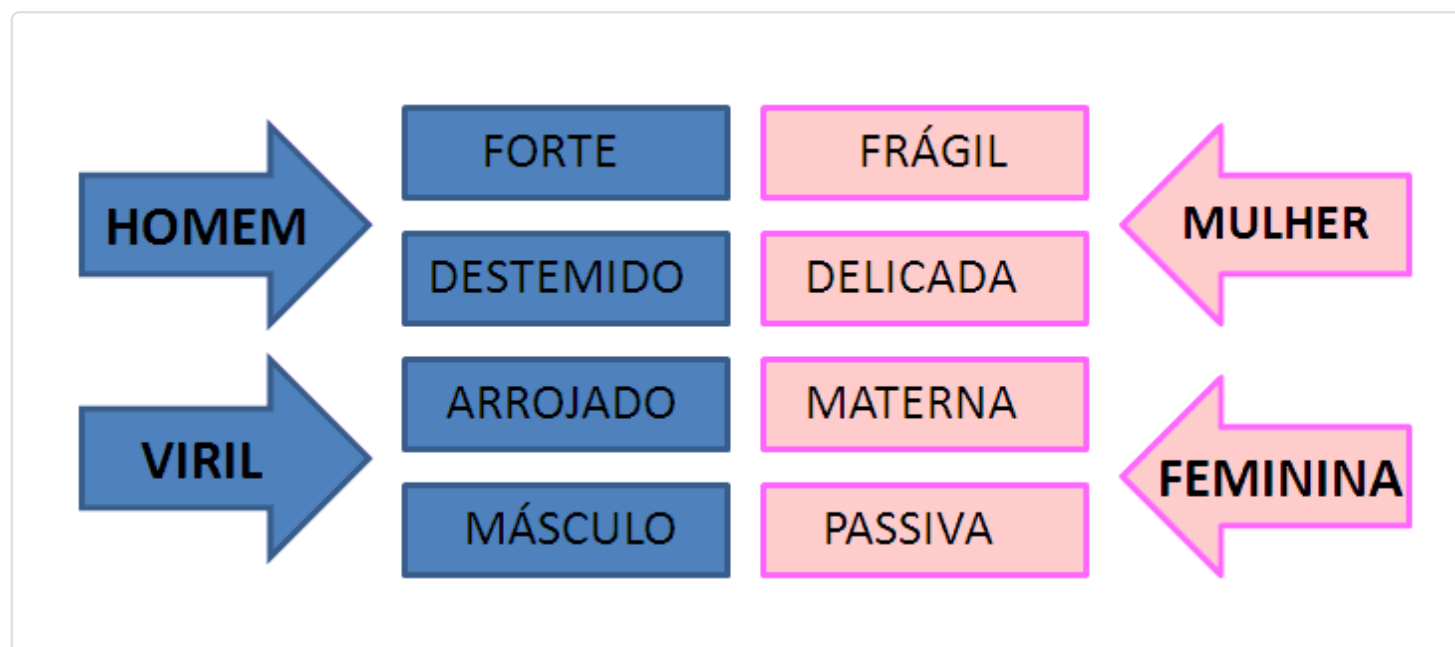 HOMEM
FORTE
FRÁGIL
MULHER
DESTEMIDO
DELICADA
VIRIL
ARROJADO
MATERNA
FEMININA
MÁSCULO
PASSIVA